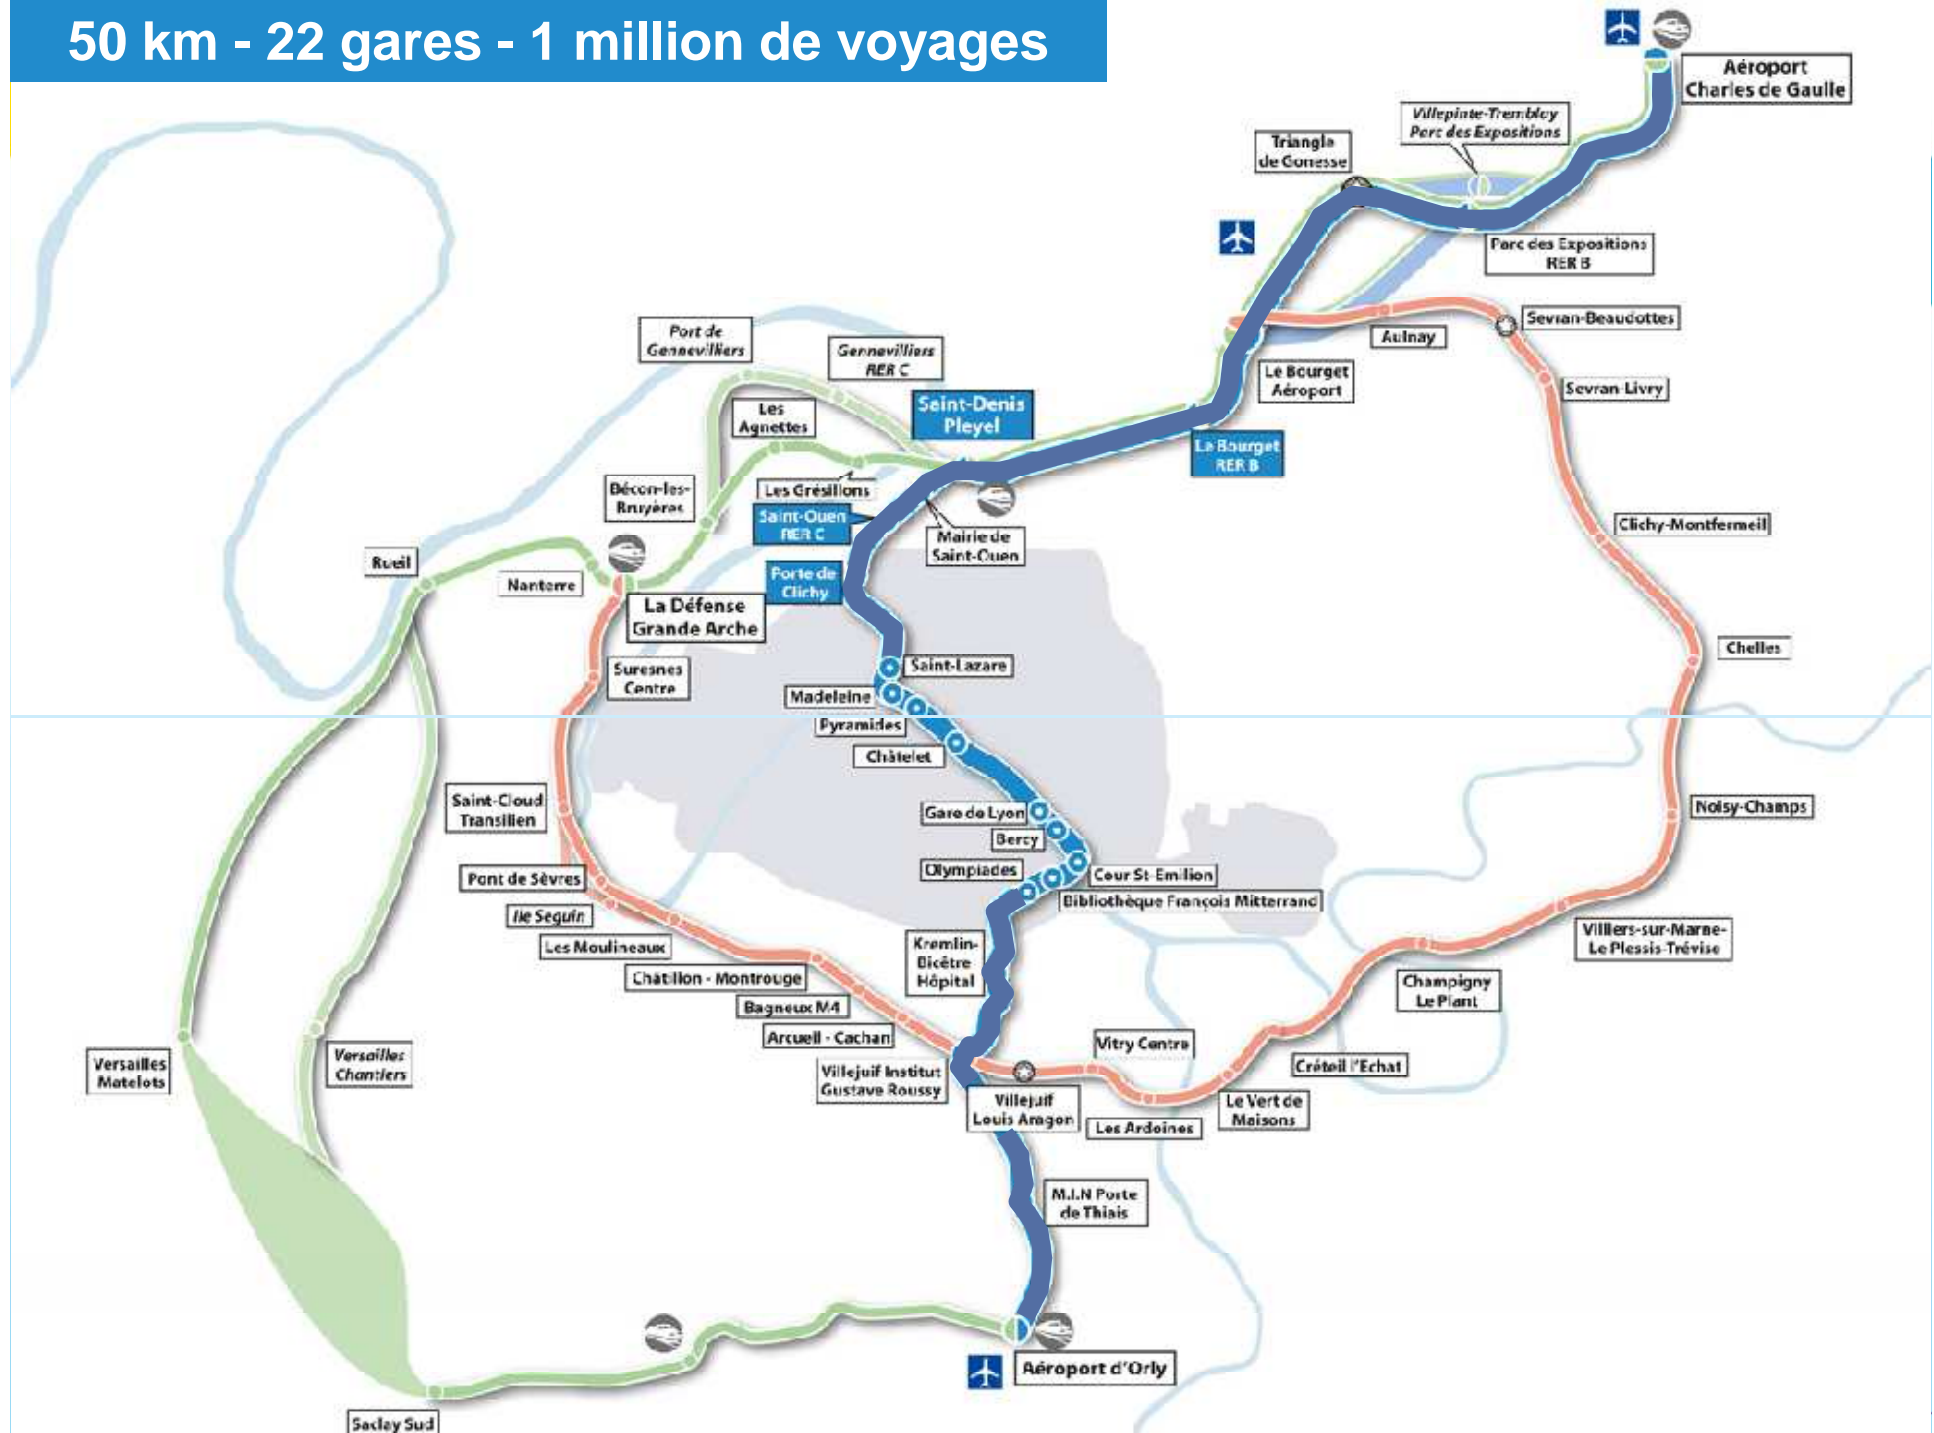 50 km - 22 gares - 1 million de voyages
Aéroport
Charles de Gaulle
Villepinte-Tremblay
Parc des Expositions
Triangle
de Gonesse
Parc des Expositions
RER B
Sevran-Beaudottes
Aulnay
Port de
Gennevilliers
Gennevilliers
RER C
Le Bourget
Aéroport
Sevran-Livry
Saint-Denis
Pleyel
Les
Agnettes
Le Bourget
RER B
Bécon-les-
Bruyères
Les Grésillons
Saint-Ouen
RER C
Mairie de
Saint-Ouen
Clichy-Montfermeil
Rueil
Nanterre
Porte de
Clichy
La Défense
Grande Arche
Chelles
Suresnes
Centre
Saint-Lazare
Madeleine
Pyramides
Châtelet
Saint-Cloud
Transilien
Gare de Lyon
Noisy-Champs
Bercy
Pont de Sèvres
Olympiades
Cour St-Emilion
Bibliothèque François Mitterrand
Ile Seguin
Les Moulineaux
Kremlin-
Bicêtre
Hôpital
Villiers-sur-Marne-
Le Plessis-Trévise
Châtillon - Montrouge
Champigny
Le Plant
Bagneux M4
Arcueil - Cachan
Vitry Centre
Versailles
Matelots
Versailles
Chantiers
Villejuif Institut
Gustave Roussy
Créteil l'Echat
Villejuif
Louis Aragon
Le Vert de
Maisons
Les Ardoines
M.I.N Porte
de Thiais
Aéroport d'Orly
Saclay Sud